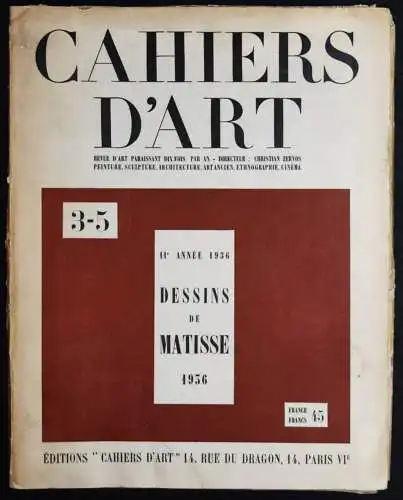 CAHIERS
D'ART
REVUE D'ART PARAISSANT DIX FOIS PAR AN - DIRECTEUR : CHRISTIAN ZERVOS
PEINTURE, SCULPTURE, ARCHITECTURE, ART ANCIEN, ETHNOGRAPHIE, CINÉMA
3-5
11e ANNÉE 1936
DESSINS
DE
MATISSE
1936
FRANCE
FRANCS 45
ÉDITIONS "CAHIERS D'ART" 14, RUE DU DRAGON, 14, PARIS VIe